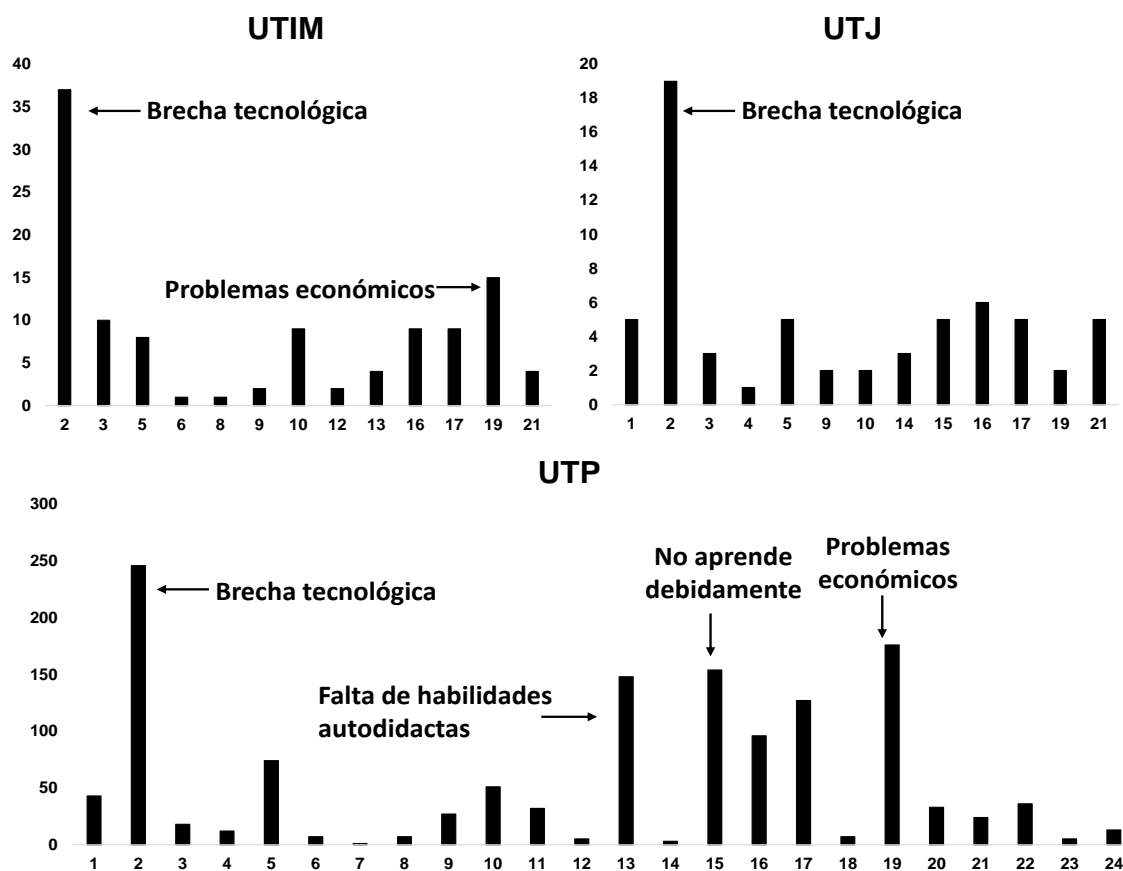 UTIM
40
35
30
25
20
15
10
5
0
Brecha tecnológica
Problemas económicos
2 3 5 6 8 9 10 12 13 16 17 19 21
UTJ
20
18
16
14
12
10
8
6
4
2
0
Brecha tecnológica
1 2 3 4 5 9 10 14 15 16 17 19 21
UTP
300
250
200
150
100
50
0
Brecha tecnológica
Falta de habilidades
autodidactas
No aprende
debidamente
Problemas
económicos
1 2 3 4 5 6 7 8 9 10 11 12 13 14 15 16 17 18 19 20 21 22 23 24